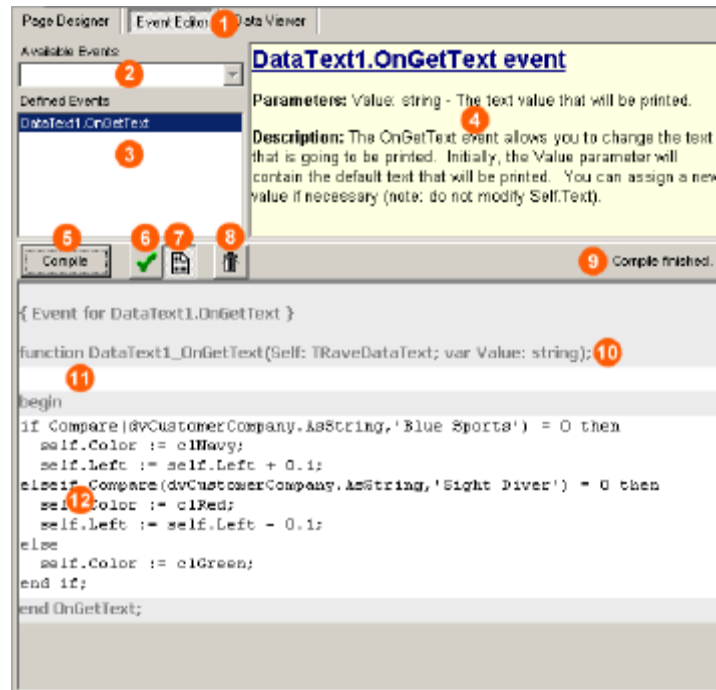 Page Designer Event Editor 1 Data Viewer
Available Events
2
Defined Events
DataText1.OnGetText
3
DataText1.OnGetText event
Parameters: Value: string - The text value that will be printed.
4
Description: The OnGetText event allows you to change the text
that is going to be printed. Initially, the Value parameter will
contain the default text that will be printed. You can assign a new
value if necessary (note: do not modify Self.Text).
5 6 7 8
Compile
9 Compile finished.
{ Event for DataText1.OnGetText }
function DataText1_OnGetText(Self: TRaveDataText; var Value: string); 10
11
begin
if Compare(dvCustomerCompany.AsString,'Blue Sports') = 0 then
self.Color := clNavy;
self.Left := self.Left + 0.1;
elseif Compare(dvCustomerCompany.AsString,'Sight Diver') = 0 then
12
self.Color := clRed;
self.Left := self.Left - 0.1;
else
self.Color := clGreen;
end if;
end OnGetText;